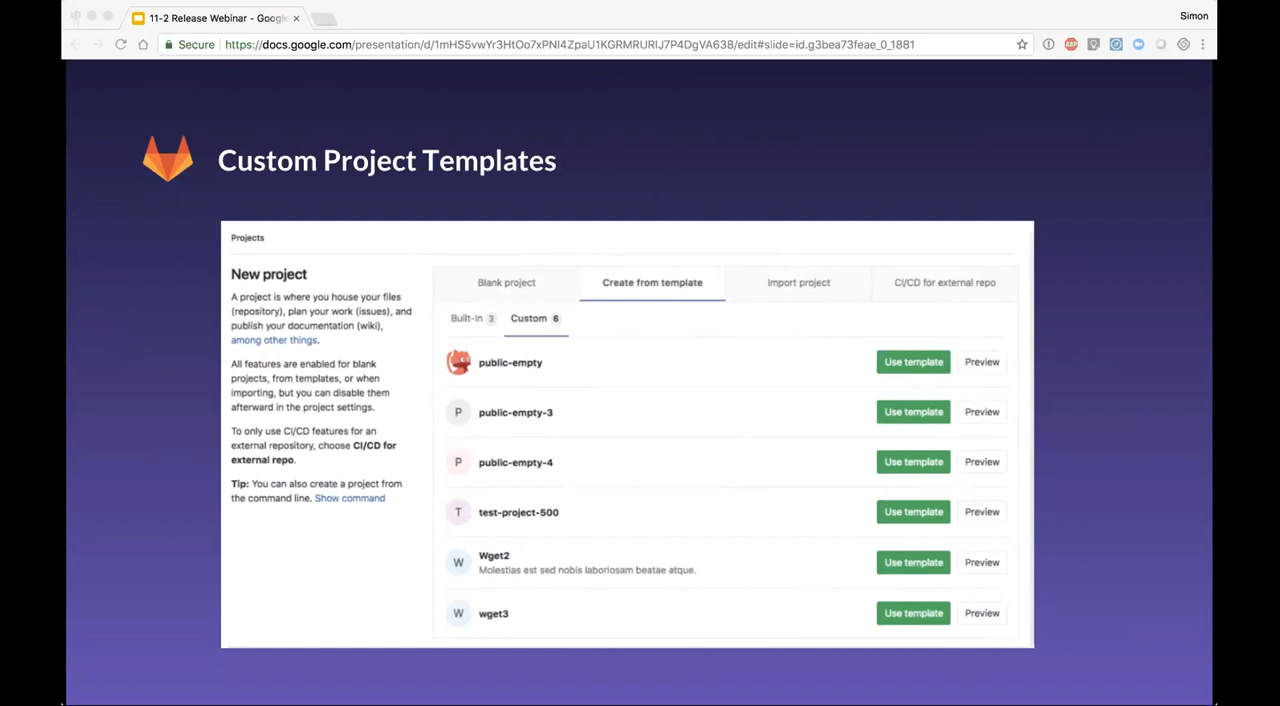 11-2 Release Webinar - Googl
Simon
Secure
https://docs.google.com/presentation/d/1mHS5vwYr3HtOo7xPNI4ZpaU1KGRMRURIJ7P4DgVA638/edit#slide=id.g3bea73feae_0_1881
ABP
Custom Project Templates
Projects
New project
A project is where you house your files
(repository), plan your work (issues), and
publish your documentation (wiki),
among other things.
All features are enabled for blank
projects, from templates, or when
importing, but you can disable them
afterward in the project settings.
To only use CI/CD features for an
external repository, choose CI/CD for
external repo.
Tip: You can also create a project from
the command line. Show command
Blank project
Create from template
Import project
CI/CD for external repo
Built-in 3
Custom 6
public-empty
Use template
Preview
P
public-empty-3
Use template
Preview
P
public-empty-4
Use template
Preview
T
test-project-500
Use template
Preview
W
Wget2
Molestias est sed nobis laboriosam beatae atque.
Use template
Preview
W
wget3
Use template
Preview